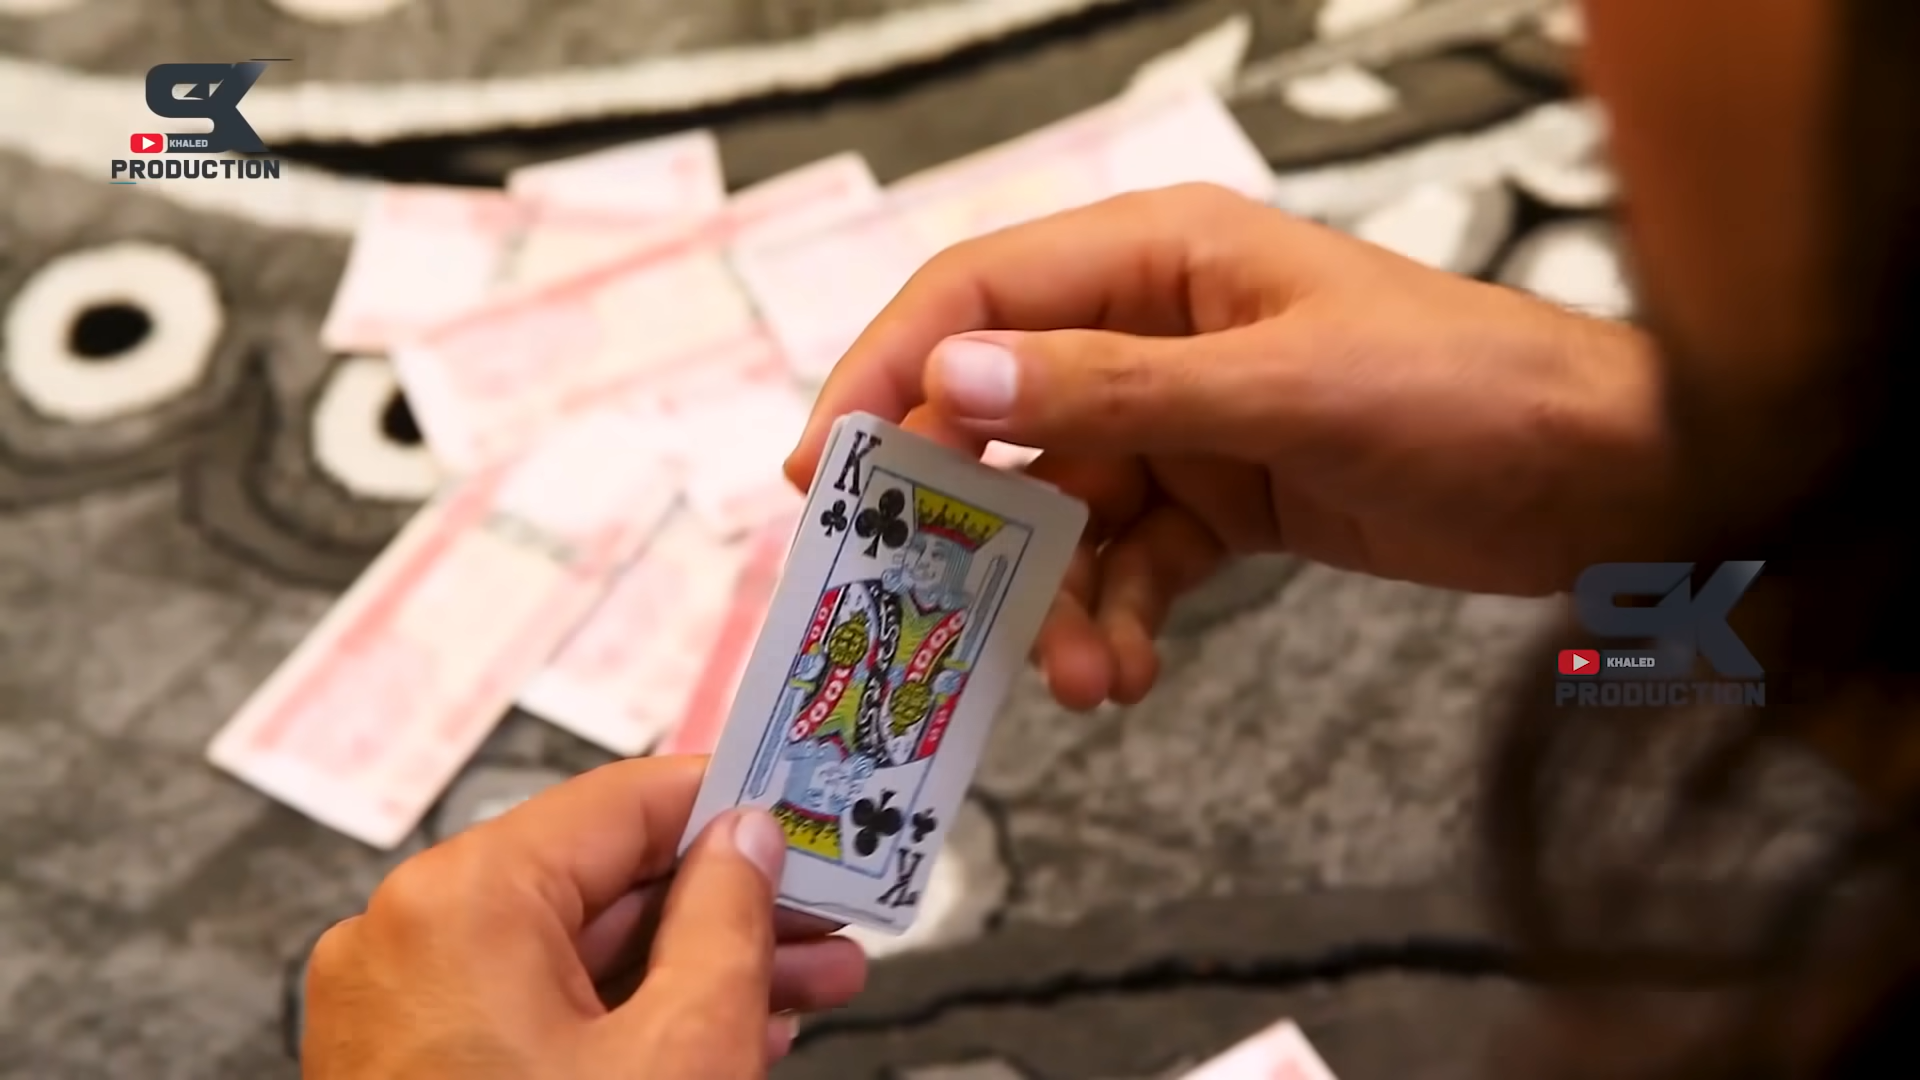 SK
KHALED
PRODUCTION
K
K
SK
KHALED
PRODUCTION